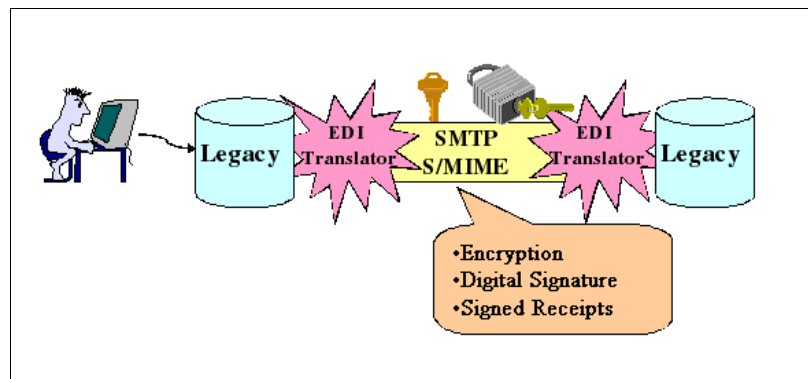 Legacy
EDI
Translator
SMTP
S/MIME
EDI
Translator
Legacy
•Encryption
•Digital Signature
•Signed Receipts